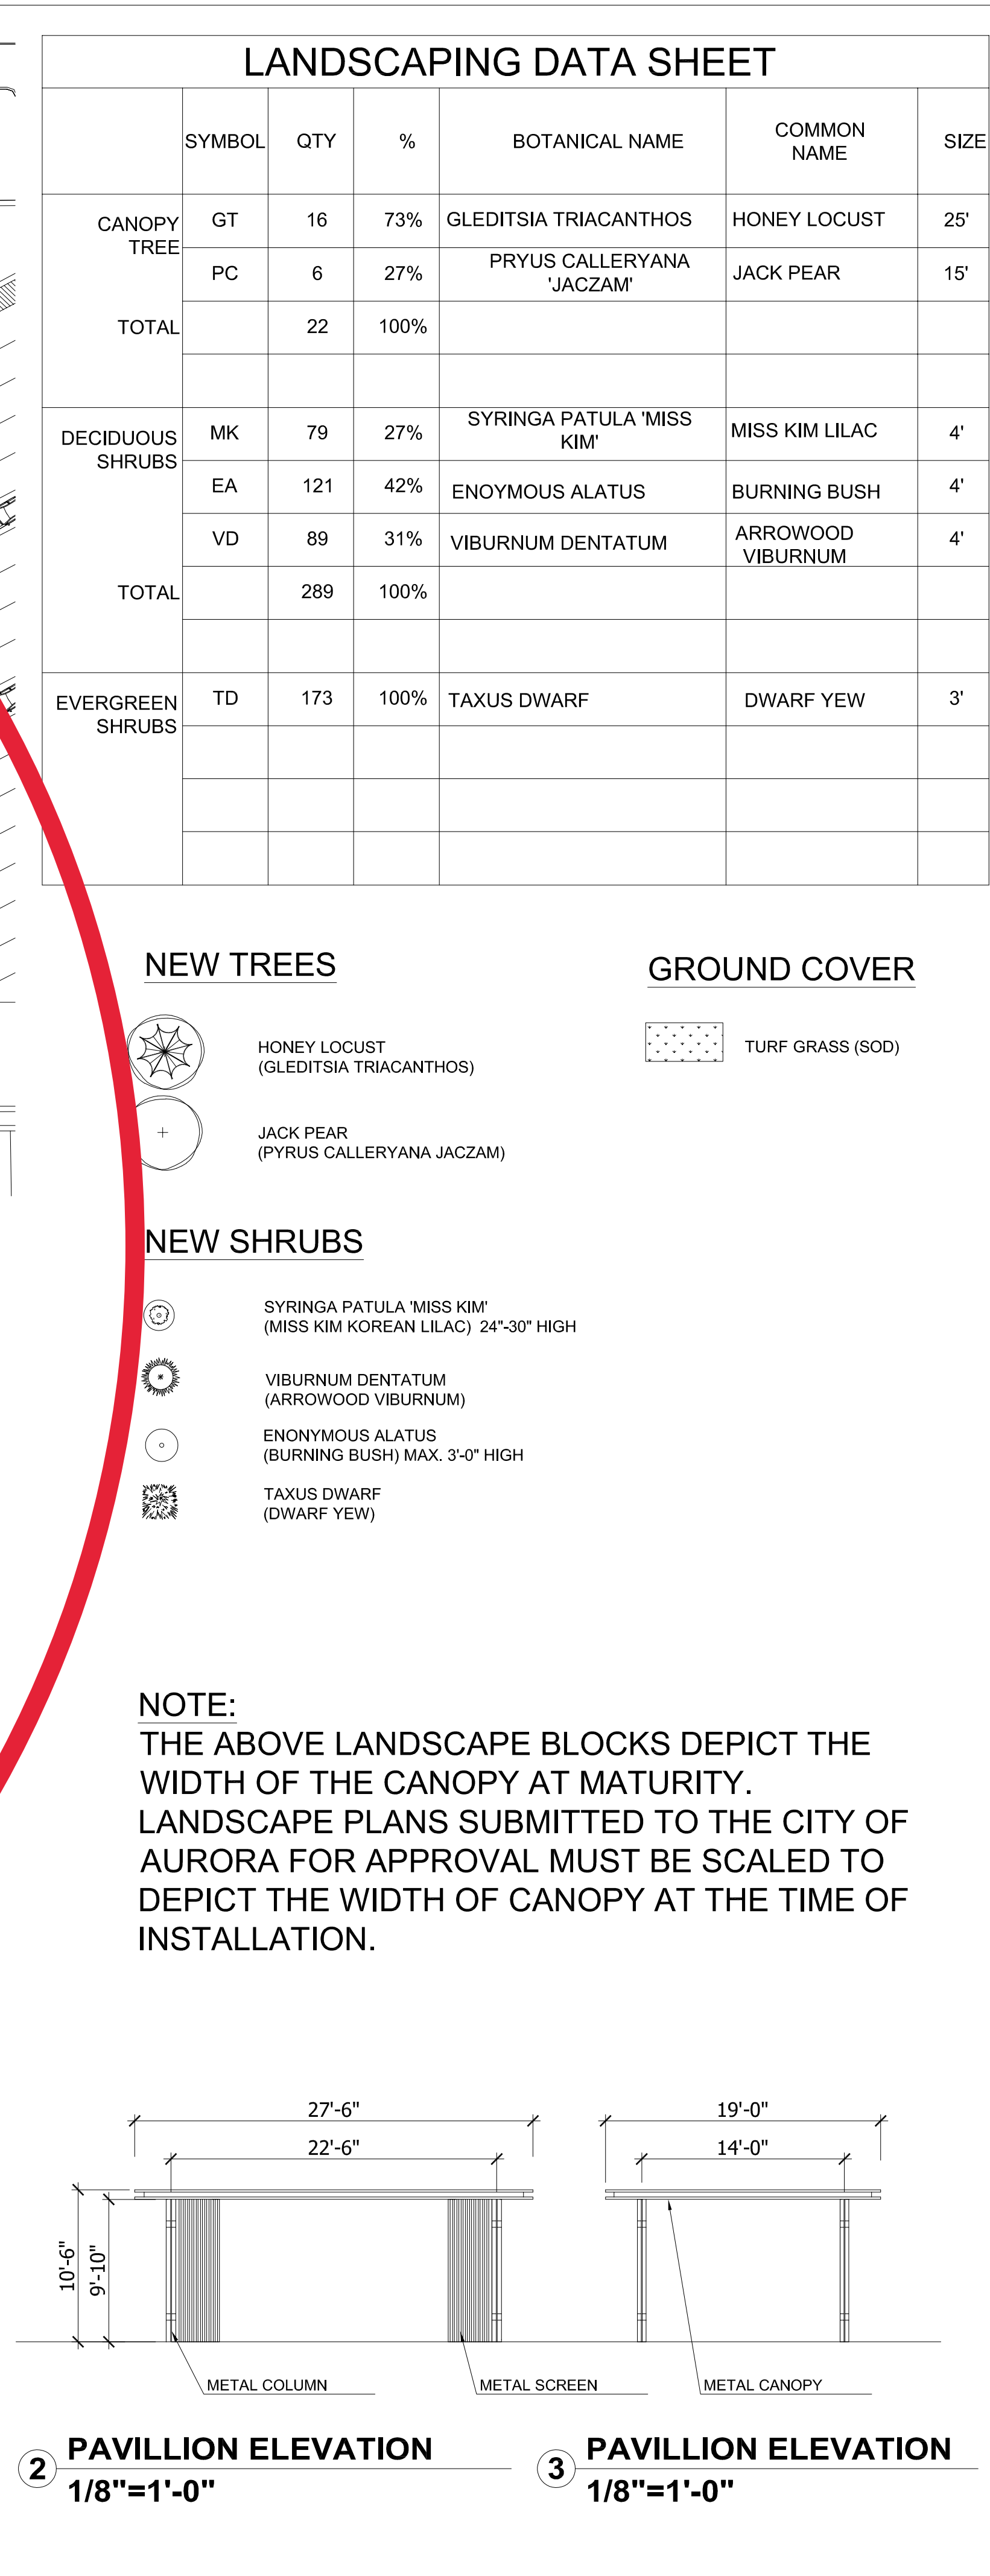 LANDSCAPING DATA SHEET
SYMBOL QTY % BOTANICAL NAME COMMON NAME SIZE
CANOPY TREE GT 16 73% GLEDITSIA TRIACANTHOS HONEY LOCUST 25'
PC 6 27% PRYUS CALLERYANA 'JACZAM' JACK PEAR 15'
TOTAL 22 100%
DECIDUOUS SHRUBS MK 79 27% SYRINGA PATULA 'MISS KIM' MISS KIM LILAC 4'
EA 121 42% ENOYMOUS ALATUS BURNING BUSH 4'
VD 89 31% VIBURNUM DENTATUM ARROWOOD VIBURNUM 4'
TOTAL 289 100%
EVERGREEN SHRUBS TD 173 100% TAXUS DWARF DWARF YEW 3'
NEW TREES
HONEY LOCUST
(GLEDITSIA TRIACANTHOS)
JACK PEAR
(PYRUS CALLERYANA JACZAM)
GROUND COVER
TURF GRASS (SOD)
NEW SHRUBS
SYRINGA PATULA 'MISS KIM'
(MISS KIM KOREAN LILAC) 24"-30" HIGH
VIBURNUM DENTATUM
(ARROWOOD VIBURNUM)
ENONYMOUS ALATUS
(BURNING BUSH) MAX. 3'-0" HIGH
TAXUS DWARF
(DWARF YEW)
NOTE:
THE ABOVE LANDSCAPE BLOCKS DEPICT THE
WIDTH OF THE CANOPY AT MATURITY.
LANDSCAPE PLANS SUBMITTED TO THE CITY OF
AURORA FOR APPROVAL MUST BE SCALED TO
DEPICT THE WIDTH OF CANOPY AT THE TIME OF
INSTALLATION.
27'-6"
22'-6"
10'-6"
9'-10"
METAL COLUMN
METAL SCREEN
2 PAVILLION ELEVATION
1/8"=1'-0"
19'-0"
14'-0"
METAL CANOPY
3 PAVILLION ELEVATION
1/8"=1'-0"